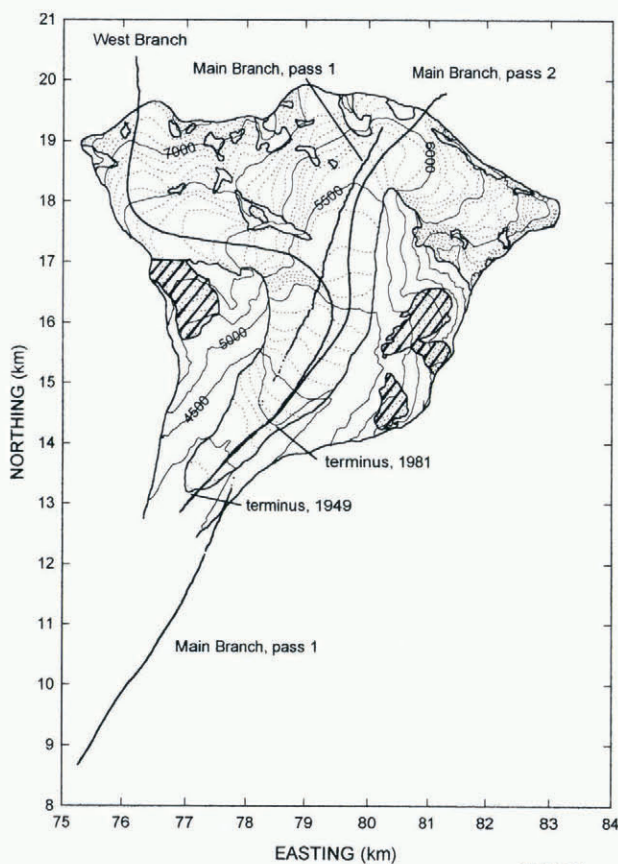 West Branch
Main Branch, pass 1
Main Branch, pass 2
7000
5500
6000
5000
4500
terminus, 1981
terminus, 1949
Main Branch, pass 1
21
20
19
18
17
16
15
14
13
12
11
10
9
8
NORTHING (km)
75 76 77 78 79 80 81 82 83 84
EASTING (km)